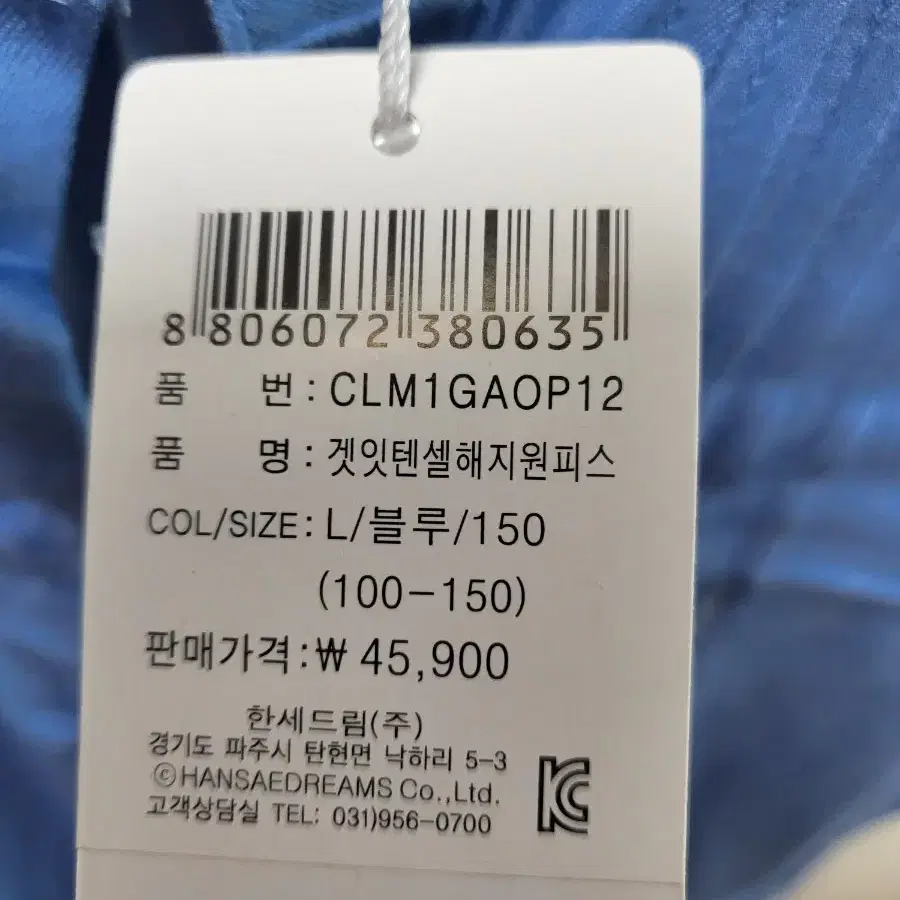 8 806072 380635
품 번 : CLM1GAOP12
품 명 : 겟잇텐셀해지원피스
COL/SIZE : L/블루/150
(100-150)
판매가격 : ₩ 45,900
한세드림(주)
경기도 파주시 탄현면 낙하리 5-3
©HANSAEDREAMS Co.,Ltd.
고객상담실 TEL: 031)956-0700
KC